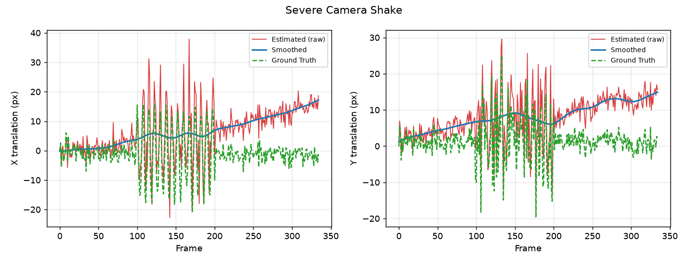 Severe Camera Shake
X translation (px)
40
30
20
10
0
−10
−20
0 50 100 150 200 250 300 350
Frame
Estimated (raw)
Smoothed
Ground Truth
Y translation (px)
30
20
10
0
−10
−20
0 50 100 150 200 250 300 350
Frame
Estimated (raw)
Smoothed
Ground Truth